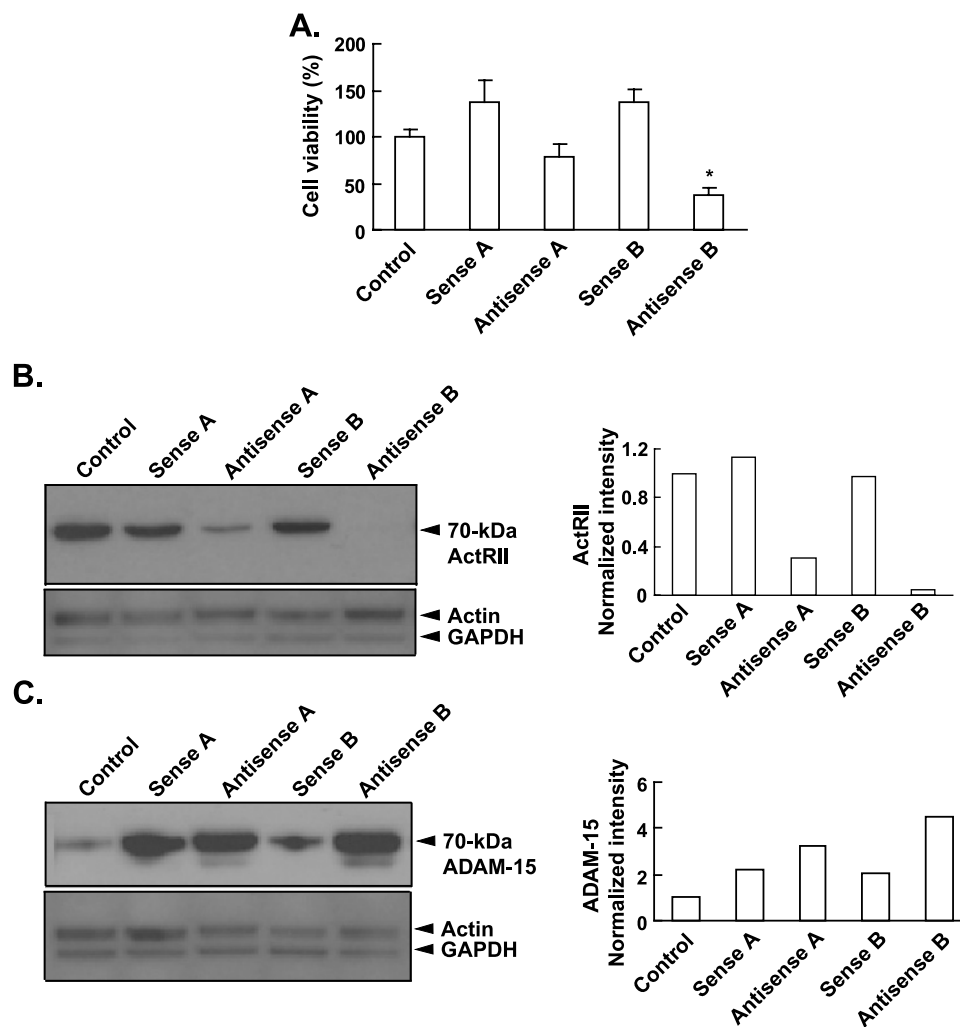 A.
Cell viability (%)
200
150
100
50
0
*
Control
Sense A
Antisense A
Sense B
Antisense B
B.
Control
Sense A
Antisense A
Sense B
Antisense B
70-kDa
ActRII
Actin
GAPDH
ActRII
Normalized intensity
1.2
0.8
0.4
0
Control
Sense A
Antisense A
Sense B
Antisense B
C.
Control
Sense A
Antisense A
Sense B
Antisense B
70-kDa
ADAM-15
Actin
GAPDH
ADAM-15
Normalized intensity
6
4
2
0
Control
Sense A
Antisense A
Sense B
Antisense B